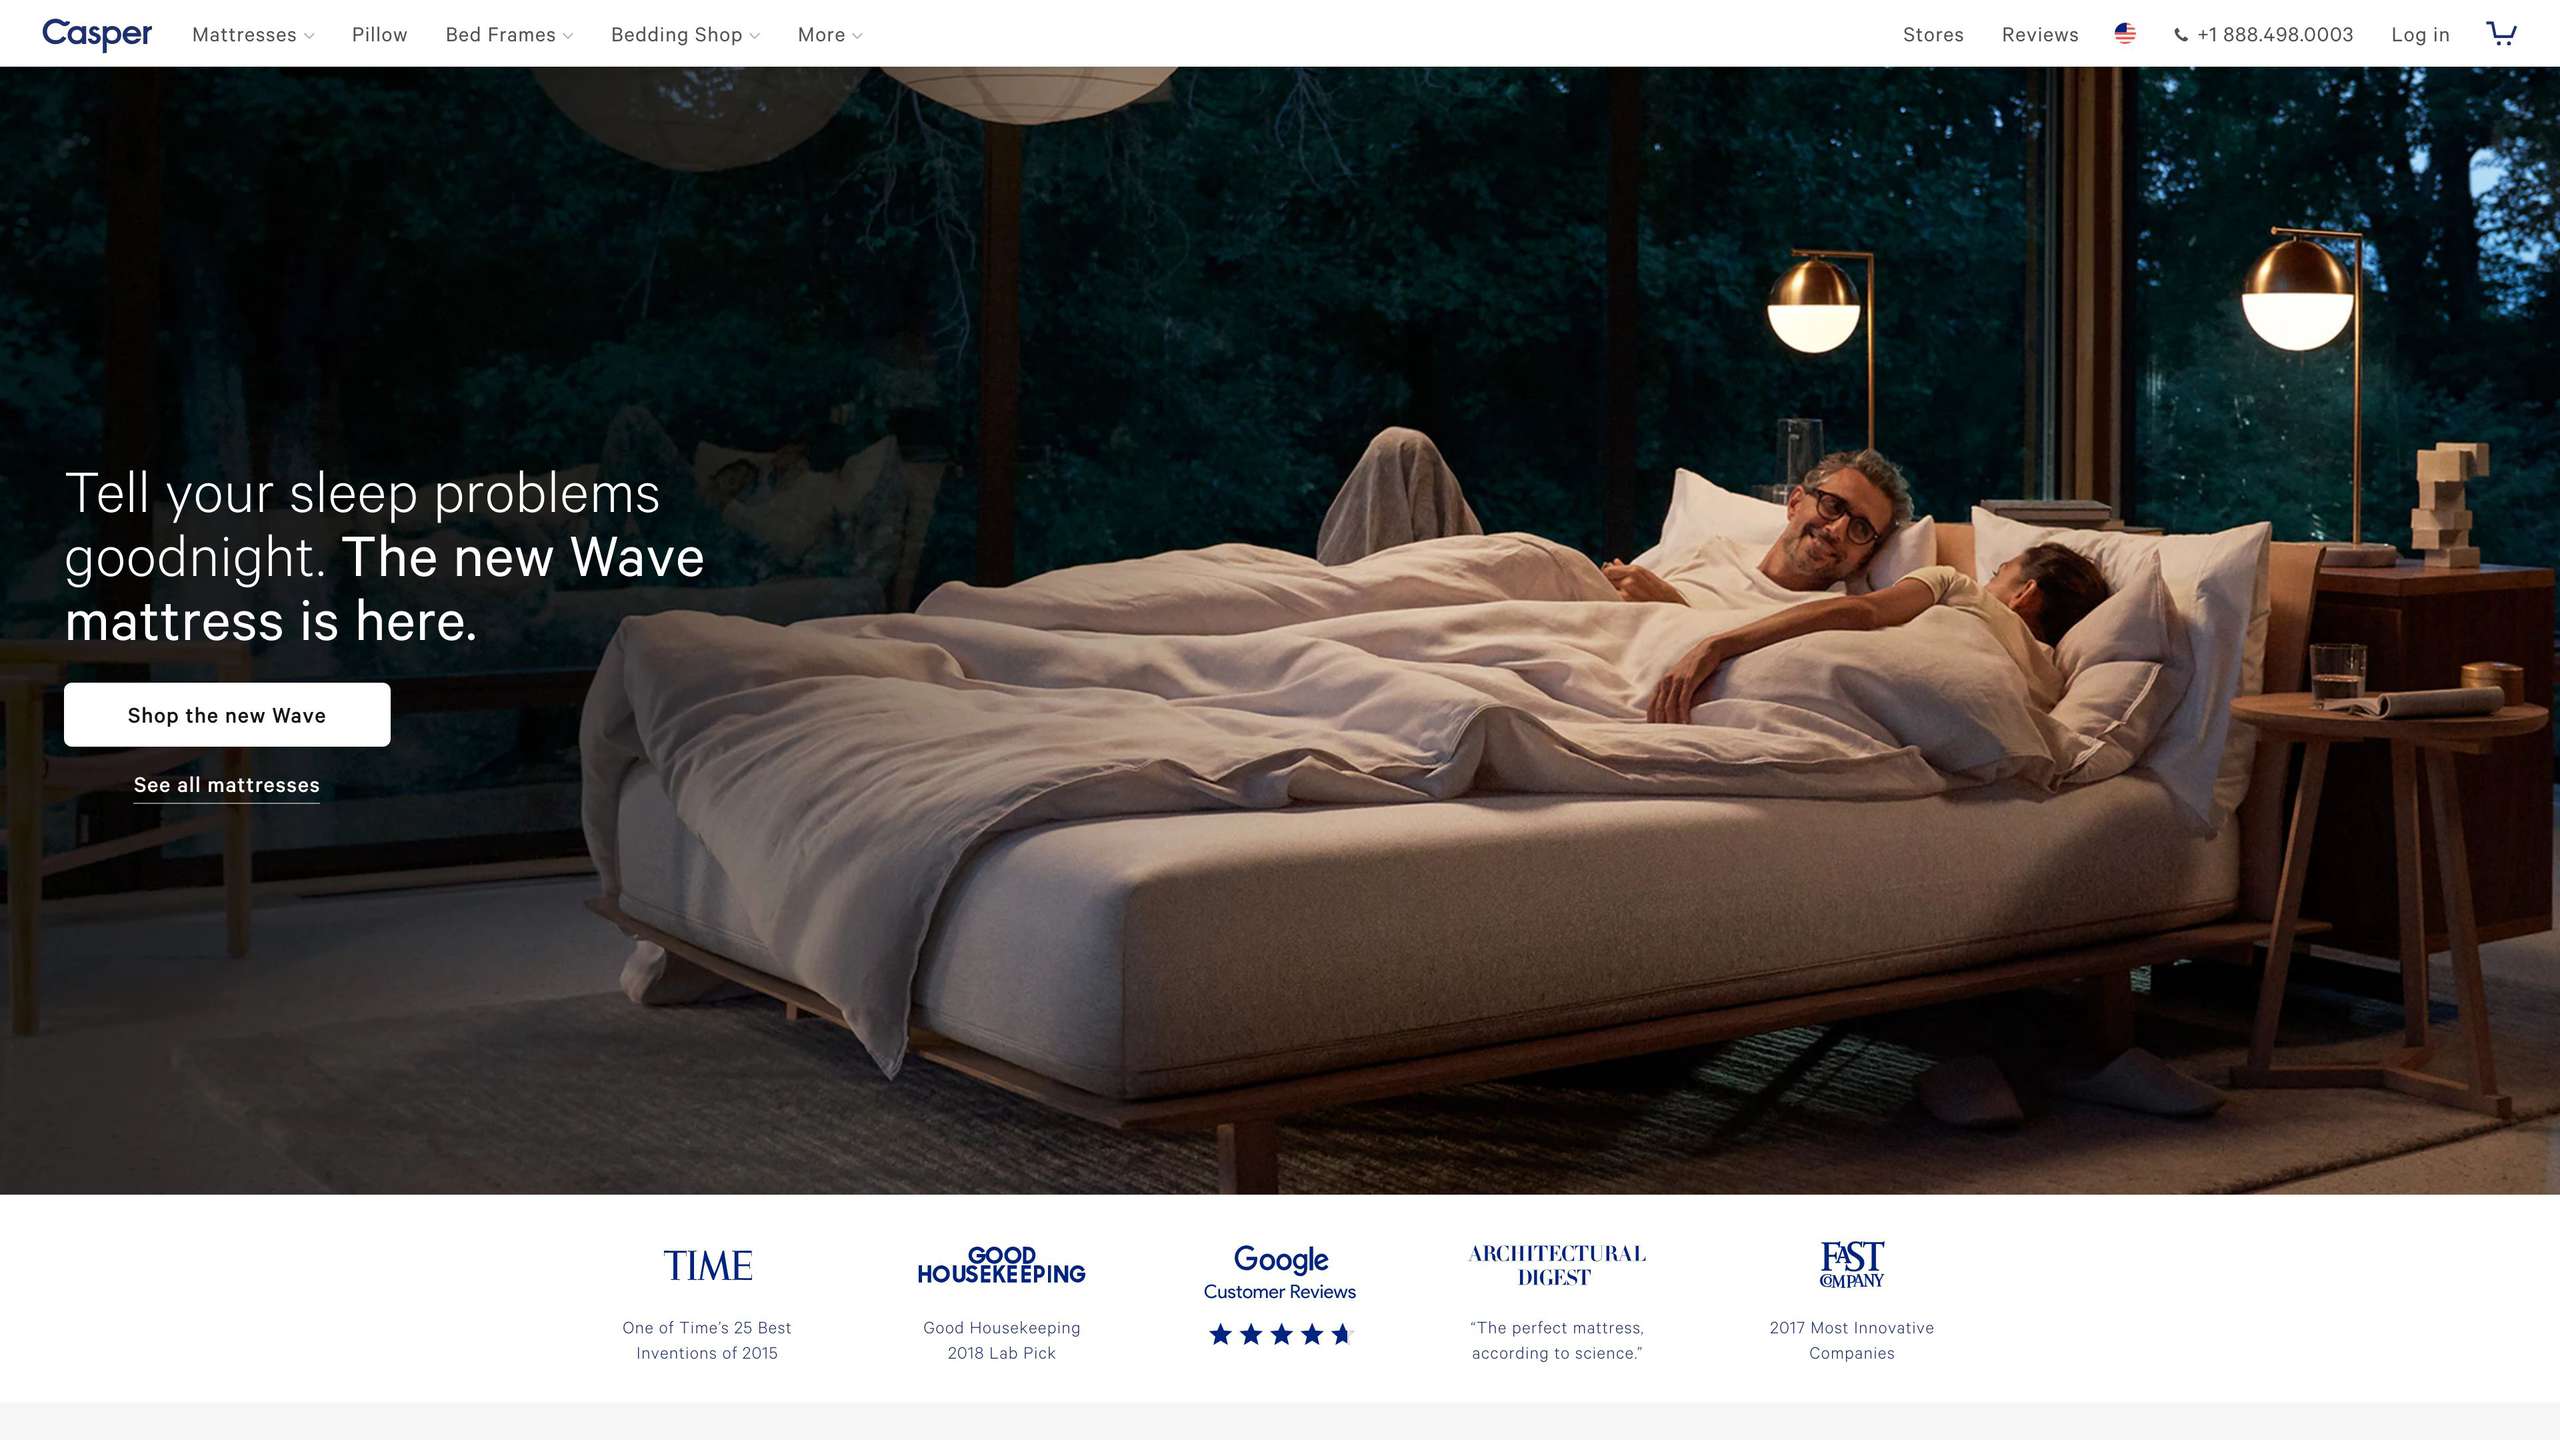 Casper
Mattresses
Pillow
Bed Frames
Bedding Shop
More
Stores
Reviews
+1 888.498.0003
Log in
Tell your sleep problems
goodnight. The new Wave
mattress is here.
Shop the new Wave
See all mattresses
TIME
One of Time’s 25 Best
Inventions of 2015
GOOD
HOUSEKEEPING
Good Housekeeping
2018 Lab Pick
Google
Customer Reviews
ARCHITECTURAL
DIGEST
“The perfect mattress,
according to science.”
FAST
COMPANY
2017 Most Innovative
Companies